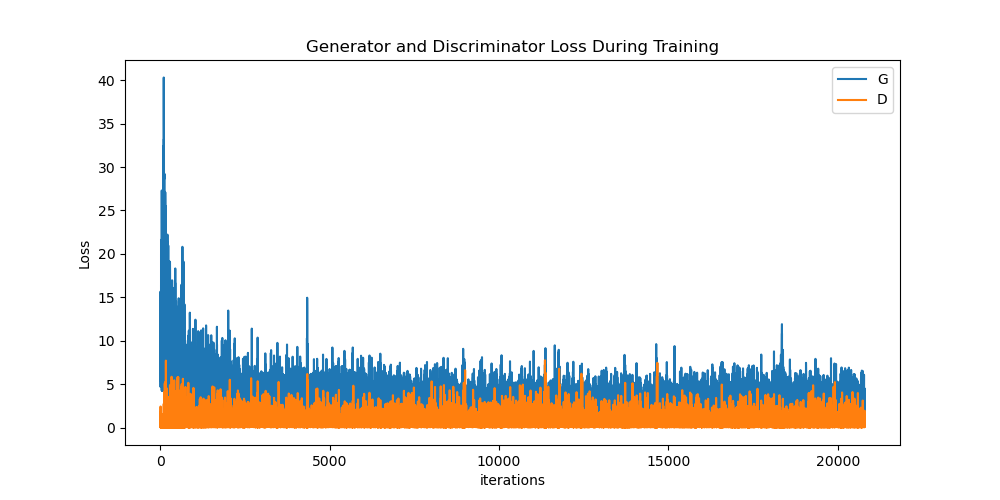 Generator and Discriminator Loss During Training
G
D
40
35
30
25
20
15
10
5
0
Loss
0 5000 10000 15000 20000
iterations